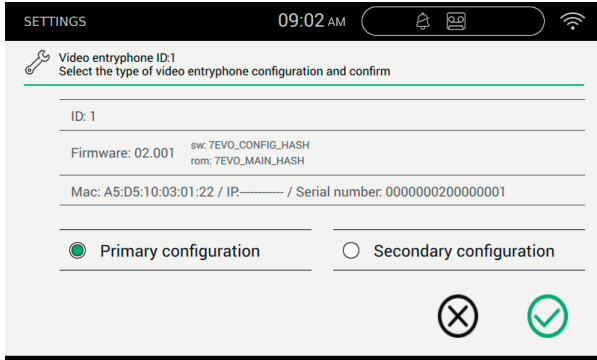 SETTINGS 09:02 AM
Video entryphone ID:1
Select the type of video entryphone configuration and confirm
ID: 1
Firmware: 02.001
sw: 7EVO_CONFIG_HASH
rom: 7EVO_MAIN_HASH
Mac: A5:D5:10:03:01:22 / IP:------------ / Serial number: 0000000200000001
Primary configuration
Secondary configuration